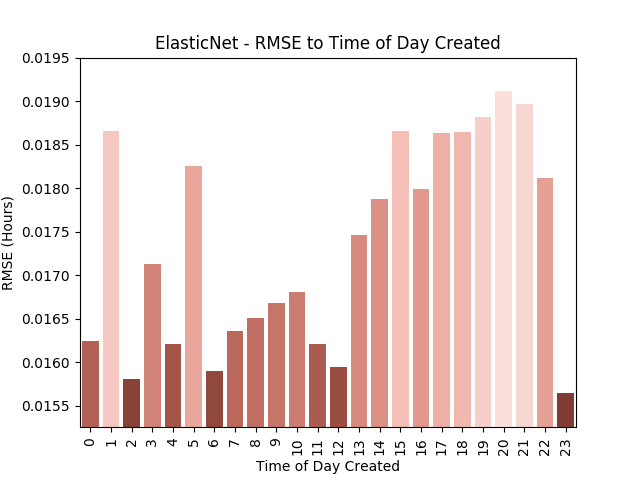 ElasticNet - RMSE to Time of Day Created
0.0195
0.0190
0.0185
0.0180
0.0175
0.0170
0.0165
0.0160
0.0155
RMSE (Hours)
0 1 2 3 4 5 6 7 8 9 10 11 12 13 14 15 16 17 18 19 20 21 22 23
Time of Day Created